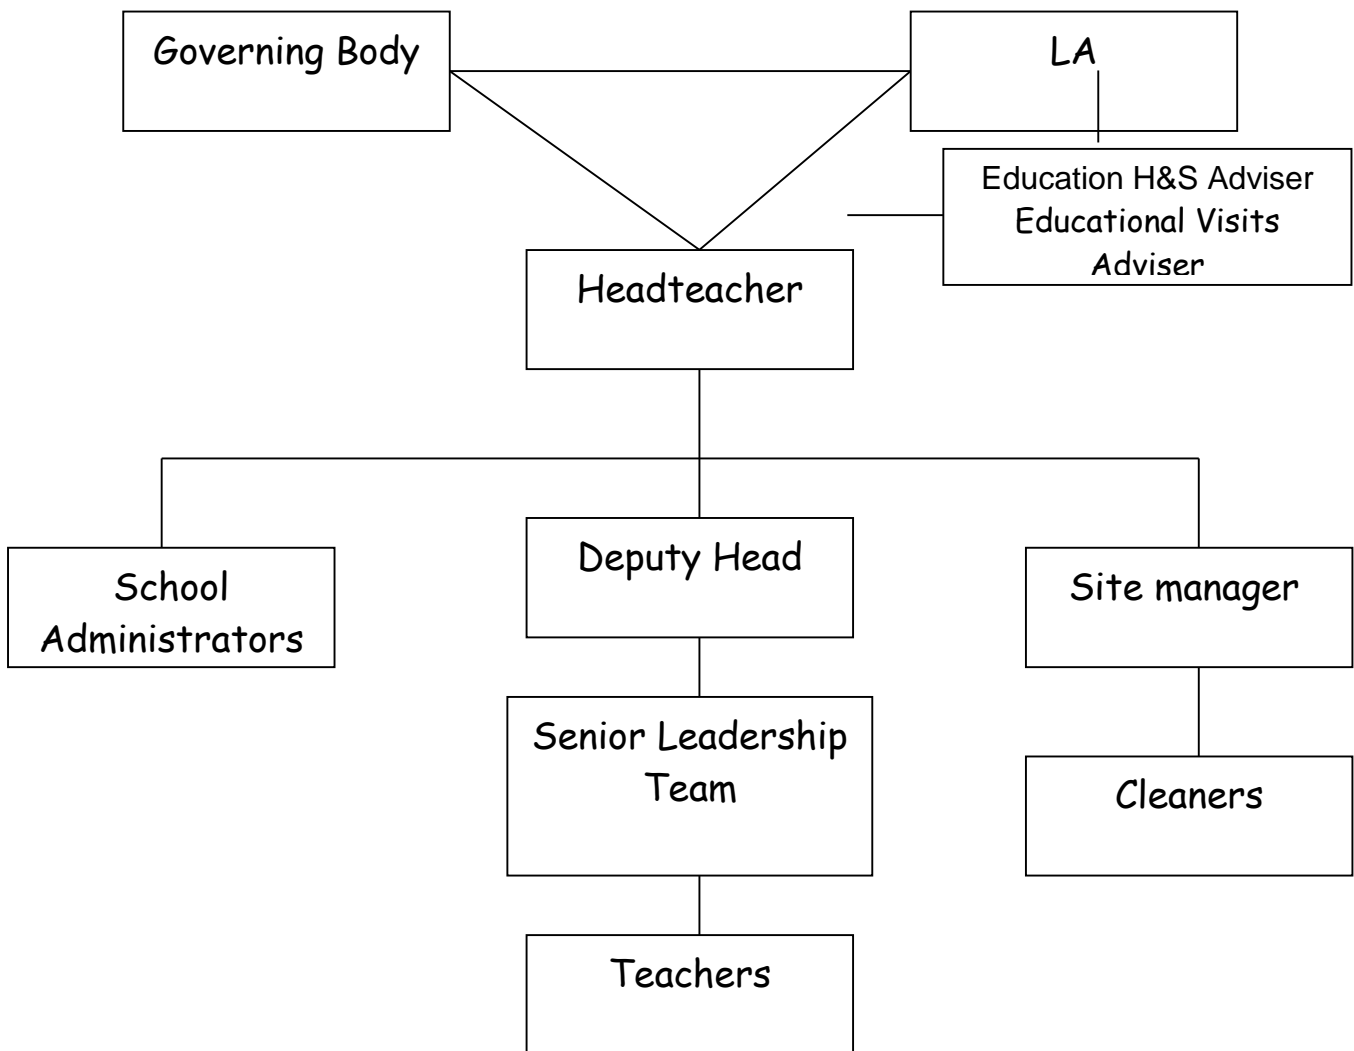 Governing Body
LA
Education H&S Adviser
Educational Visits
Adviser
Headteacher
School
Administrators
Deputy Head
Site manager
Senior Leadership
Team
Cleaners
Teachers